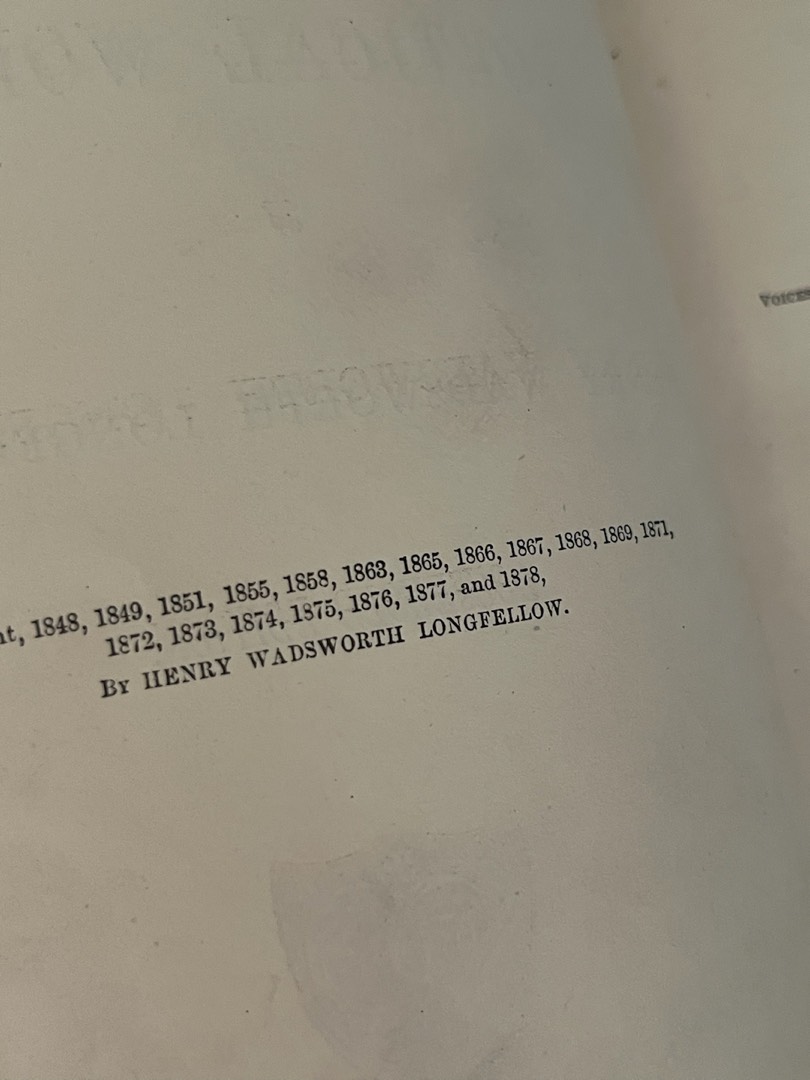 nt, 1848, 1849, 1851, 1855, 1858, 1863, 1865, 1866, 1867, 1868, 1869, 1871,
1872, 1873, 1874, 1875, 1876, 1877, and 1878,
BY HENRY WADSWORTH LONGFELLOW.
VOICES